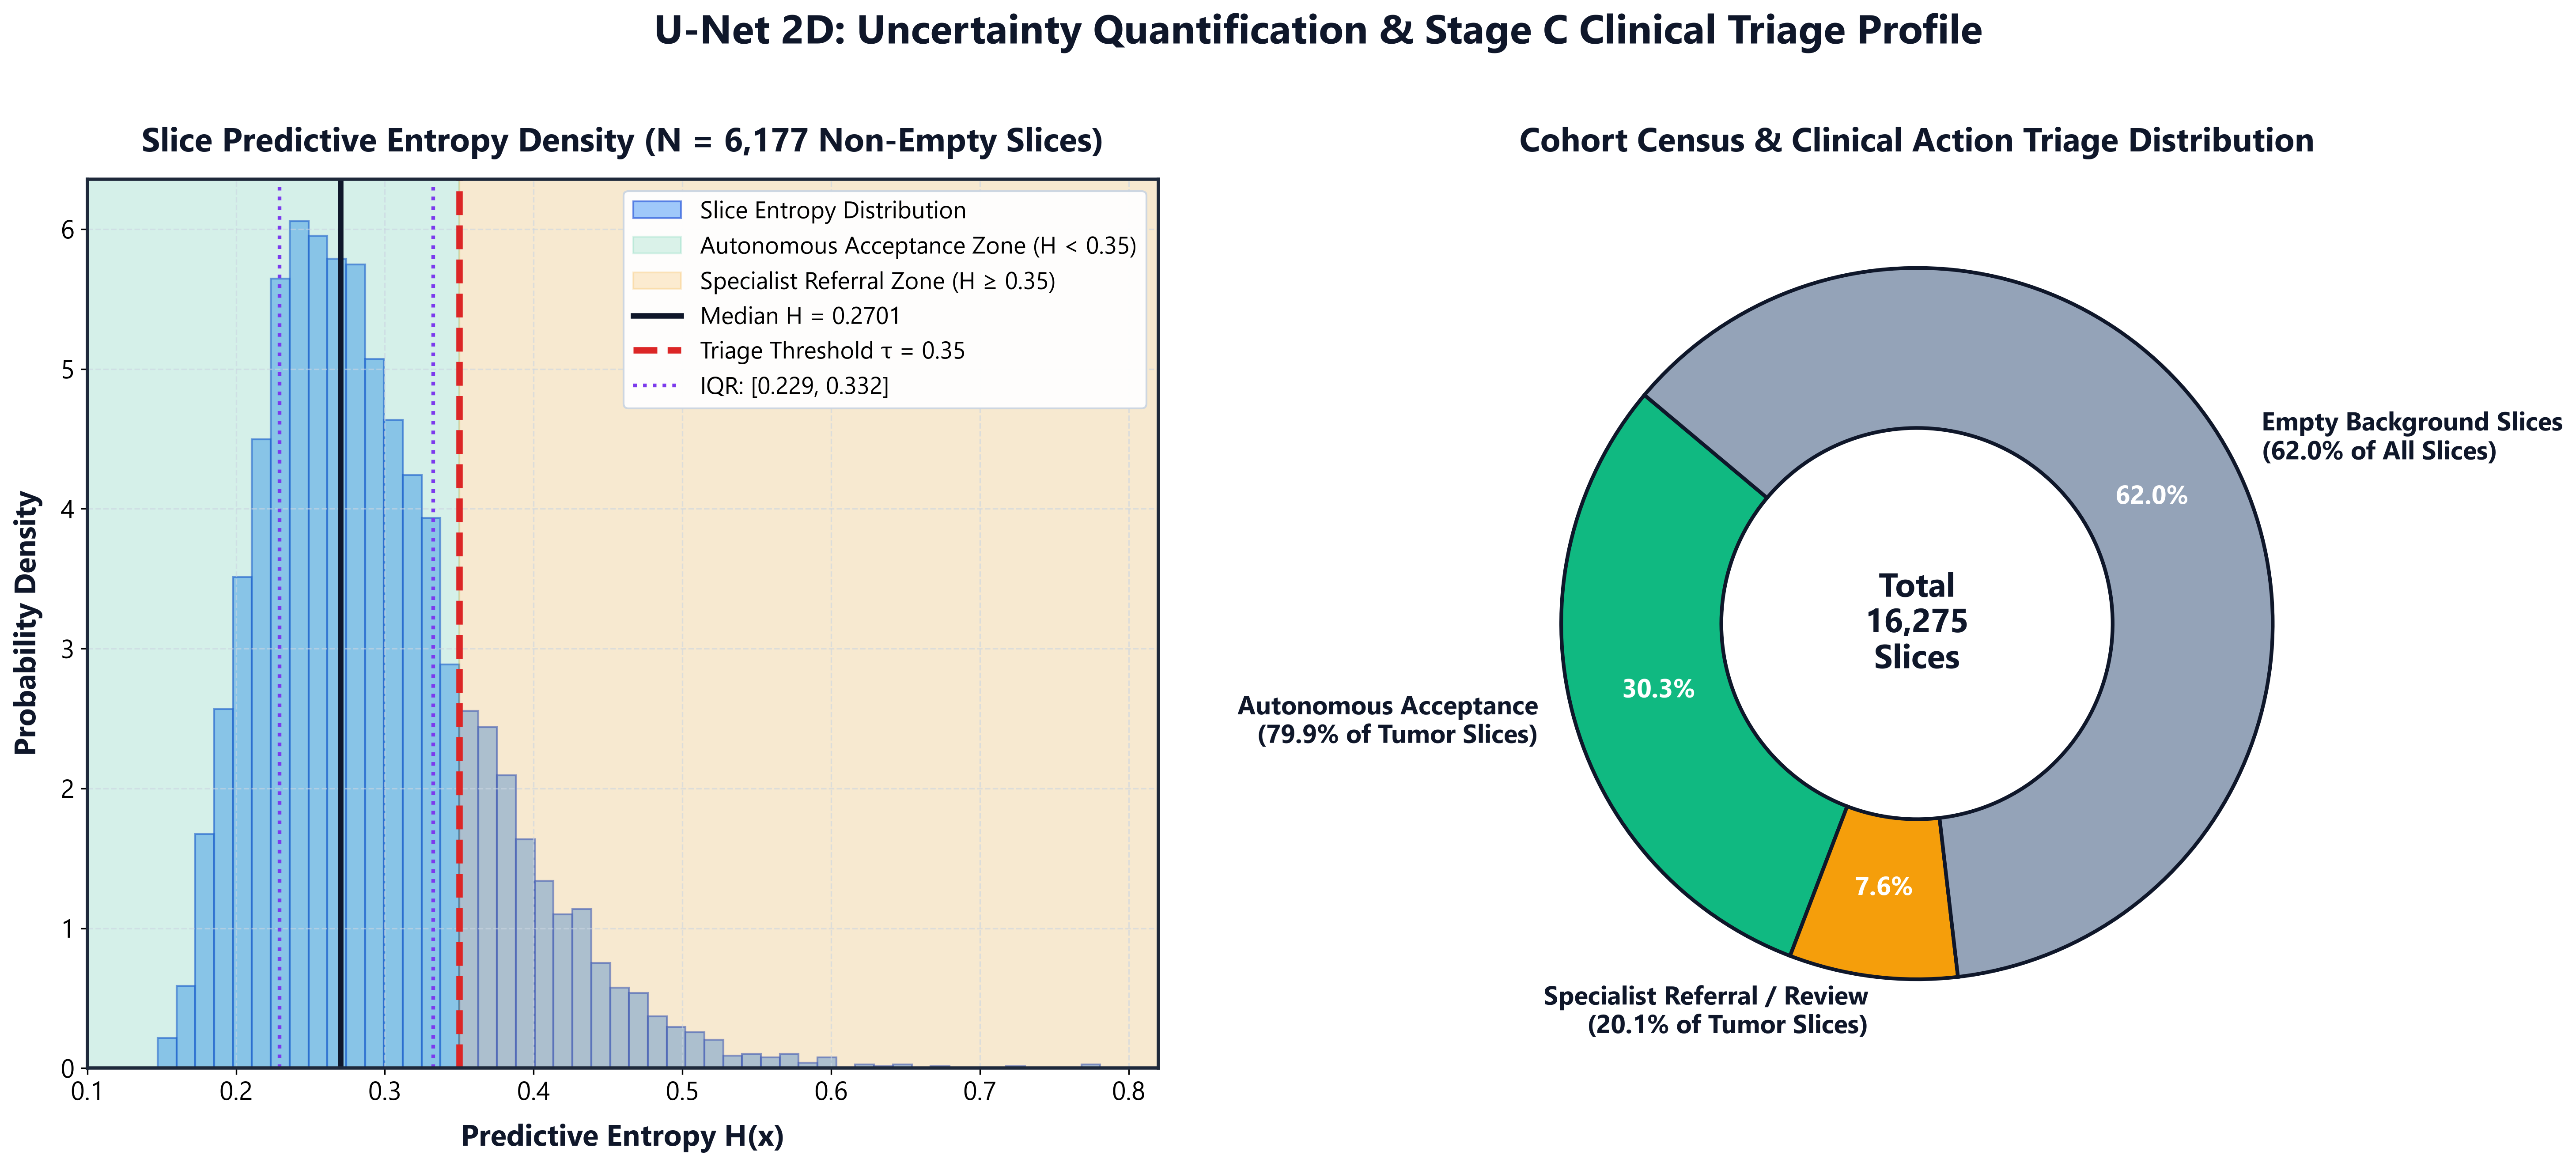 U-Net 2D: Uncertainty Quantification & Stage C Clinical Triage Profile
Slice Predictive Entropy Density (N = 6,177 Non-Empty Slices)
Probability Density
6
5
4
3
2
1
0
0.1 0.2 0.3 0.4 0.5 0.6 0.7 0.8
Predictive Entropy H(x)
Slice Entropy Distribution
Autonomous Acceptance Zone (H < 0.35)
Specialist Referral Zone (H ≥ 0.35)
Median H = 0.2701
Triage Threshold τ = 0.35
IQR: [0.229, 0.332]
Cohort Census & Clinical Action Triage Distribution
Empty Background Slices
(62.0% of All Slices)
62.0%
Total
16,275
Slices
30.3%
Autonomous Acceptance
(79.9% of Tumor Slices)
7.6%
Specialist Referral / Review
(20.1% of Tumor Slices)